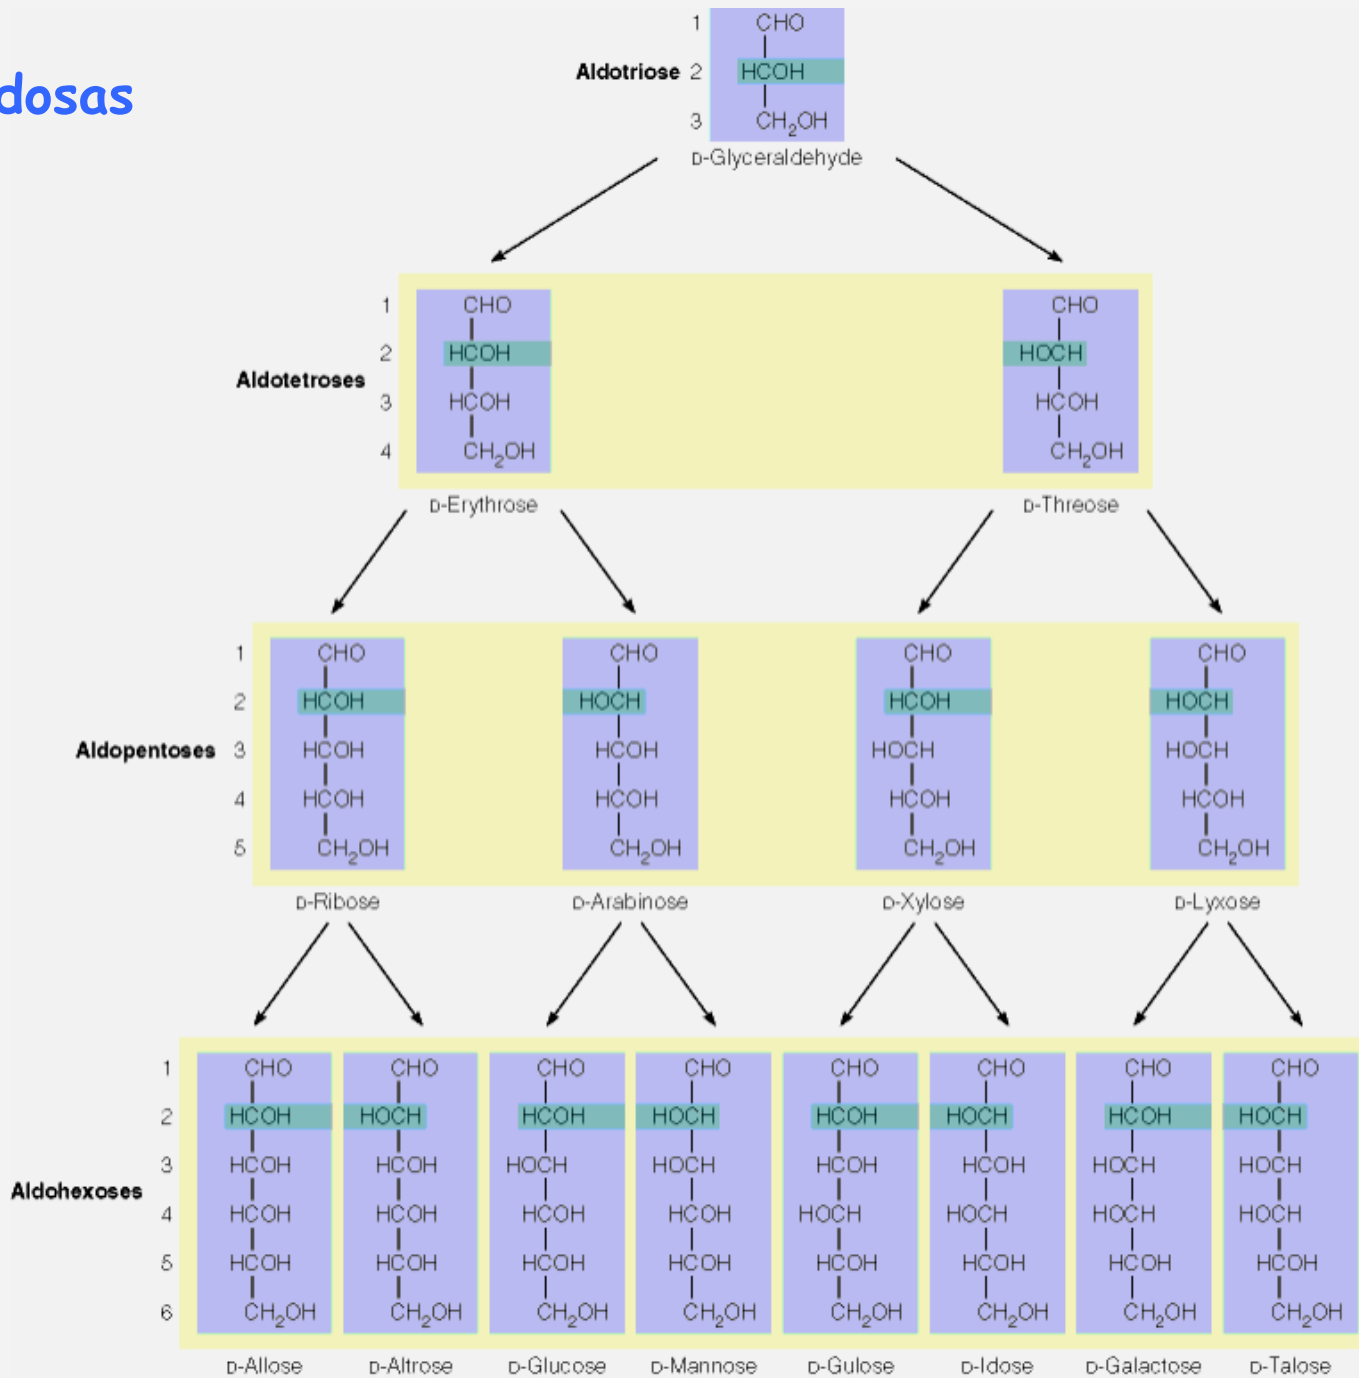 dosas
1 CHO
Aldotriose 2 HCOH
3 CH₂OH
D-Glyceraldehyde
1 CHO CHO
2 HCOH HOCH
Aldotetroses
3 HCOH HCOH
4 CH₂OH CH₂OH
D-Erythrose D-Threose
1 CHO CHO CHO CHO
2 HCOH HOCH HCOH HOCH
Aldopentoses 3 HCOH HCOH HOCH HOCH
4 HCOH HCOH HCOH HCOH
5 CH₂OH CH₂OH CH₂OH CH₂OH
D-Ribose D-Arabinose D-Xylose D-Lyxose
1 CHO CHO CHO CHO CHO CHO CHO CHO
2 HCOH HOCH HCOH HOCH HCOH HOCH HCOH HOCH
3 HCOH HCOH HOCH HOCH HCOH HCOH HOCH HOCH
Aldohexoses
4 HCOH HCOH HCOH HCOH HOCH HOCH HOCH HOCH
5 HCOH HCOH HCOH HCOH HCOH HCOH HCOH HCOH
6 CH₂OH CH₂OH CH₂OH CH₂OH CH₂OH CH₂OH CH₂OH CH₂OH
D-Allose D-Altrose D-Glucose D-Mannose D-Gulose D-Idose D-Galactose D-Talose